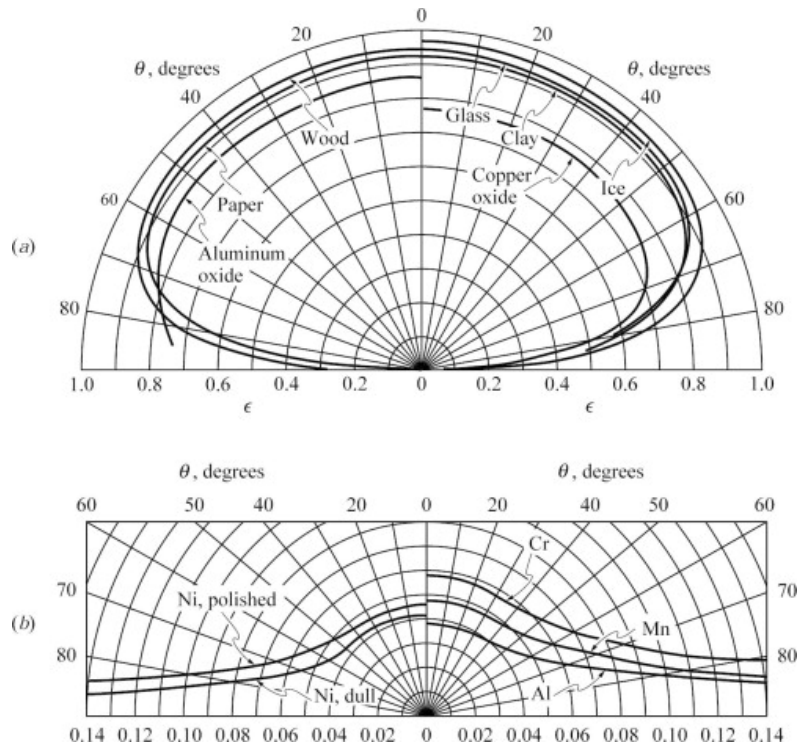 0
20 20
θ, degrees θ, degrees
40 40
Glass
Wood Clay
Copper
oxide
Ice
60 60
Paper
(a)
Aluminum
oxide
80 80
1.0 0.8 0.6 0.4 0.2 0 0.2 0.4 0.6 0.8 1.0
ϵ ϵ
θ, degrees θ, degrees
60 50 40 30 20 10 0 10 20 30 40 50 60
Cr
70 70
Ni, polished
(b)
Mn
80 80
Ni, dull Al
0.14 0.12 0.10 0.08 0.06 0.04 0.02 0 0.02 0.04 0.06 0.08 0.10 0.12 0.14